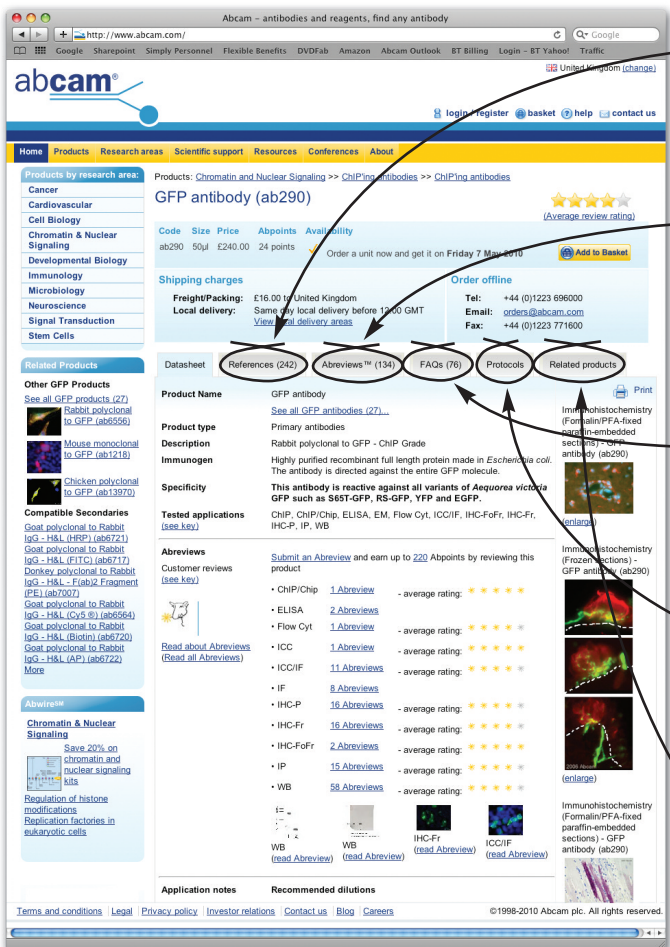 Abcam – antibodies and reagents, find any antibody
http://www.abcam.com/
Google
Google Sharepoint Simply Personnel Flexible Benefits DVDFab Amazon Abcam Outlook BT Billing Login – BT Yahoo! Traffic
abcam®
United Kingdom (change)
login / register basket help contact us
Home Products Research areas Scientific support Resources Conferences About
Products by research area:
Cancer
Cardiovascular
Cell Biology
Chromatin & Nuclear
Signaling
Developmental Biology
Immunology
Microbiology
Neuroscience
Signal Transduction
Stem Cells
Related Products
Other GFP Products
See all GFP products (27)
Rabbit polyclonal
to GFP (ab6556)
Mouse monoclonal
to GFP (ab1218)
Chicken polyclonal
to GFP (ab13970)
Compatible Secondaries
Goat polyclonal to Rabbit
IgG - H&L (HRP) (ab6721)
Goat polyclonal to Rabbit
IgG - H&L (FITC) (ab6717)
Donkey polyclonal to Rabbit
IgG - H&L - F(ab)2 Fragment
(PE) (ab7007)
Goat polyclonal to Rabbit
IgG - H&L (Cy5 ®) (ab6564)
Goat polyclonal to Rabbit
IgG - H&L (Biotin) (ab6720)
Goat polyclonal to Rabbit
IgG - H&L (AP) (ab6722)
More
Abwire℠
Chromatin & Nuclear
Signaling
Save 20% on
chromatin and
nuclear signaling
kits
Regulation of histone
modifications
Replication factories in
eukaryotic cells
Products: Chromatin and Nuclear Signaling >> ChIP'ing antibodies >> ChIP'ing antibodies
GFP antibody (ab290)
(Average review rating)
Code Size Price Abpoints Availability
ab290 50µl £240.00 24 points Order a unit now and get it on Friday 7 May 2010
Add to Basket
Shipping charges
Freight/Packing: £16.00 to United Kingdom
Local delivery: Same day local delivery before 12:00 GMT
View local delivery areas
Order offline
Tel: +44 (0)1223 696000
Email: orders@abcam.com
Fax: +44 (0)1223 771600
Datasheet References (242) Abreviews™ (134) FAQs (76) Protocols Related products
Print
Product Name GFP antibody
See all GFP antibodies (27)...
Product type Primary antibodies
Description Rabbit polyclonal to GFP - ChIP Grade
Immunogen Highly purified recombinant full length protein made in Escherichia coli.
The antibody is directed against the entire GFP molecule.
Specificity This antibody is reactive against all variants of Aequorea victoria
GFP such as S65T-GFP, RS-GFP, YFP and EGFP.
Tested applications ChIP, ChIP/Chip, ELISA, EM, Flow Cyt, ICC/IF, IHC-FoFr, IHC-Fr,
(see key) IHC-P, IP, WB
Abreviews Submit an Abreview and earn up to 220 Abpoints by reviewing this
Customer reviews product
(see key)
Read about Abreviews
(Read all Abreviews)
• ChIP/Chip 1 Abreview - average rating:
• ELISA 2 Abreviews
• Flow Cyt 1 Abreview - average rating:
• ICC 1 Abreview - average rating:
• ICC/IF 11 Abreviews - average rating:
• IF 8 Abreviews
• IHC-P 16 Abreviews - average rating:
• IHC-Fr 16 Abreviews - average rating:
• IHC-FoFr 2 Abreviews - average rating:
• IP 15 Abreviews - average rating:
• WB 58 Abreviews - average rating:
WB
(read Abreview)
WB
(read Abreview)
IHC-Fr
(read Abreview)
ICC/IF
(read Abreview)
Application notes Recommended dilutions
Immunohistochemistry
(Formalin/PFA-fixed
paraffin-embedded
sections) - GFP
antibody (ab290)
(enlarge)
Immunohistochemistry
(Frozen sections) -
GFP antibody (ab290)
2006 Abcam
(enlarge)
Immunohistochemistry
(Formalin/PFA-fixed
paraffin-embedded
sections) - GFP
antibody (ab290)
Terms and conditions | Legal | Privacy policy | Investor relations | Contact us | Blog | Careers
©1998-2010 Abcam plc. All rights reserved.